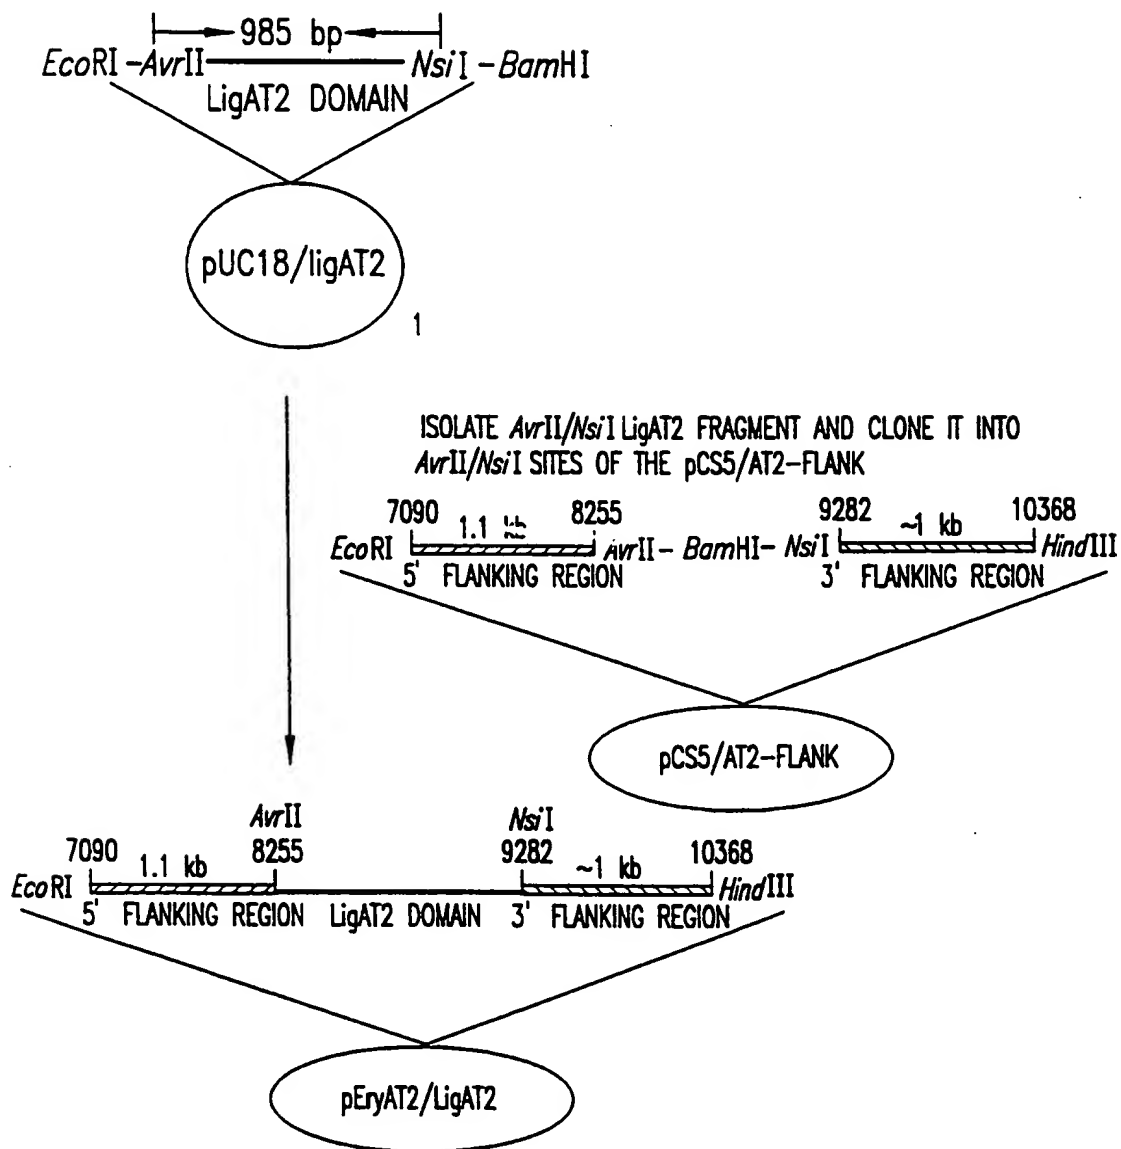 985 bp
EcoRI-AvrII NsiI-BamHI
LigAT2 DOMAIN
pUC18/ligAT2
1
ISOLATE AvrII/NsiI LigAT2 FRAGMENT AND CLONE IT INTO
AvrII/NsiI SITES OF THE pCS5/AT2-FLANK
7090 1.1 kb 8255 9282 ~1 kb 10368
EcoRI AvrII-BamHI-NsiI HindIII
5' FLANKING REGION 3' FLANKING REGION
pCS5/AT2-FLANK
AvrII NsiI
7090 1.1 kb 8255 9282 ~1 kb 10368
EcoRI HindIII
5' FLANKING REGION LigAT2 DOMAIN 3' FLANKING REGION
pEryAT2/LigAT2